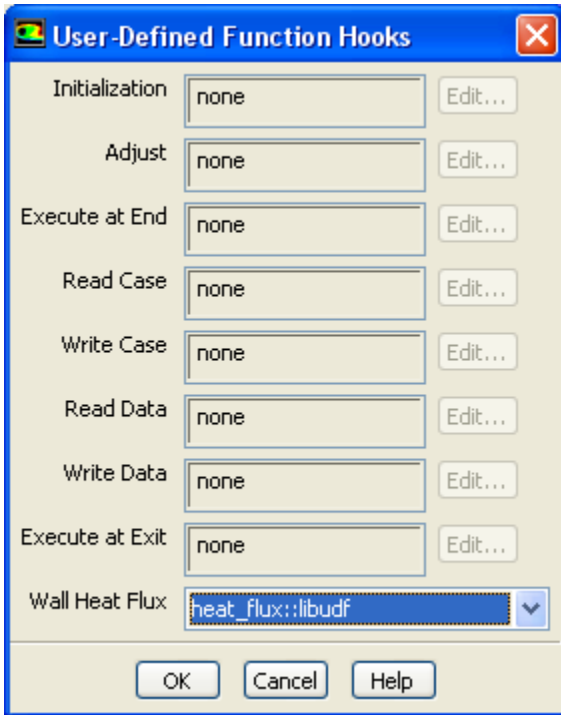 User-Defined Function Hooks
Initialization none Edit...
Adjust none Edit...
Execute at End none Edit...
Read Case none Edit...
Write Case none Edit...
Read Data none Edit...
Write Data none Edit...
Execute at Exit none Edit...
Wall Heat Flux heat_flux::libudf
OK Cancel Help